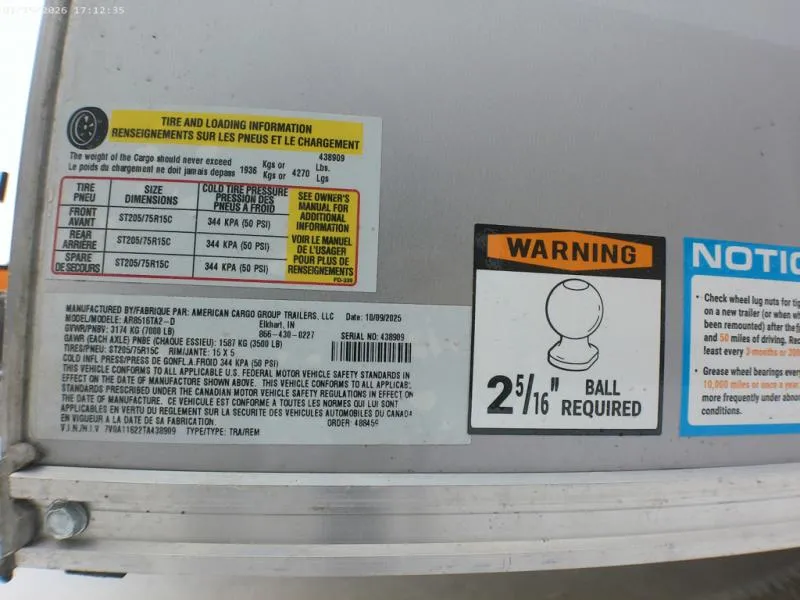 2026 17:12:35
TIRE AND LOADING INFORMATION
RENSEIGNEMENTS SUR LES PNEUS ET LE CHARGEMENT
438909
The weight of the Cargo should never exceed 1936 Kgs or 4270 Lbs.
Le poids du chargement ne doit jamais depass Kgs or Lgs
TIRE PNEU SIZE DIMENSIONS COLD TIRE PRESSURE PRESSION DES PNEUS A FROID
FRONT AVANT ST205/75R15C 344 KPA (50 PSI)
REAR ARRIÈRE ST205/75R15C 344 KPA (50 PSI)
SPARE DE SECOURS ST205/75R15C 344 KPA (50 PSI)
SEE OWNER'S
MANUAL FOR
ADDITIONAL
INFORMATION
VOIR LE MANUEL
DE L'USAGER
POUR PLUS DE
RENSEIGNEMENTS
MANUFACTURED BY/FABRIQUE PAR: AMERICAN CARGO GROUP TRAILERS, LLC Date: 10/09/2025
MODEL/MODELE: AR8516TA2-D Elkhart, IN
GVWR/PNBV: 3174 KG (7000 LB) 866-430-0227 SERIAL NO: 438909
GAWR (EACH AXLE) PNBE (CHAQUE ESSIEU): 1587 KG (3500 LB)
TIRES/PNEU: ST205/75R15C RIM/JANTE: 15 X 5
COLD INFL PRESS/PRESS DE GONFL.A FROID 344 KPA (50 PSI)
THIS VEHICLE CONFORMS TO ALL APPLICABLE U.S. FEDERAL MOTOR VEHICLE SAFETY STANDARDS IN
EFFECT ON THE DATE OF MANUFACTURE SHOWN ABOVE. THIS VEHICLE CONFORMS TO ALL APPLICABLE
STANDARDS PRESCRIBED UNDER THE CANADIAN MOTOR VEHICLE SAFETY REGULATIONS IN EFFECT ON
THE DATE OF MANUFACTURE. CE VEHICULE EST CONFORME A TOUTES LES NORMES QUI LUI SONT
APPLICABLES EN VERTU DU REGLEMENT SUR LA SECURITE DES VEHICULES AUTOMOBILES DU CANADA
EN VIGUEUR A LA DATE DE SA FABRICATION. ORDER: 488459
V.I.N./N.I.V. TYPE/TYPE: TRA/REM
WARNING
2 5/16" BALL
REQUIRED
NOTIC
• Check wheel lug nuts for tig
on a new trailer (or when wh
been remounted) after the fi
and 50 miles of driving. Rec
least every 3-months or 300
• Grease wheel bearings every
10,000 miles or once a year
more frequently under abnor
conditions.